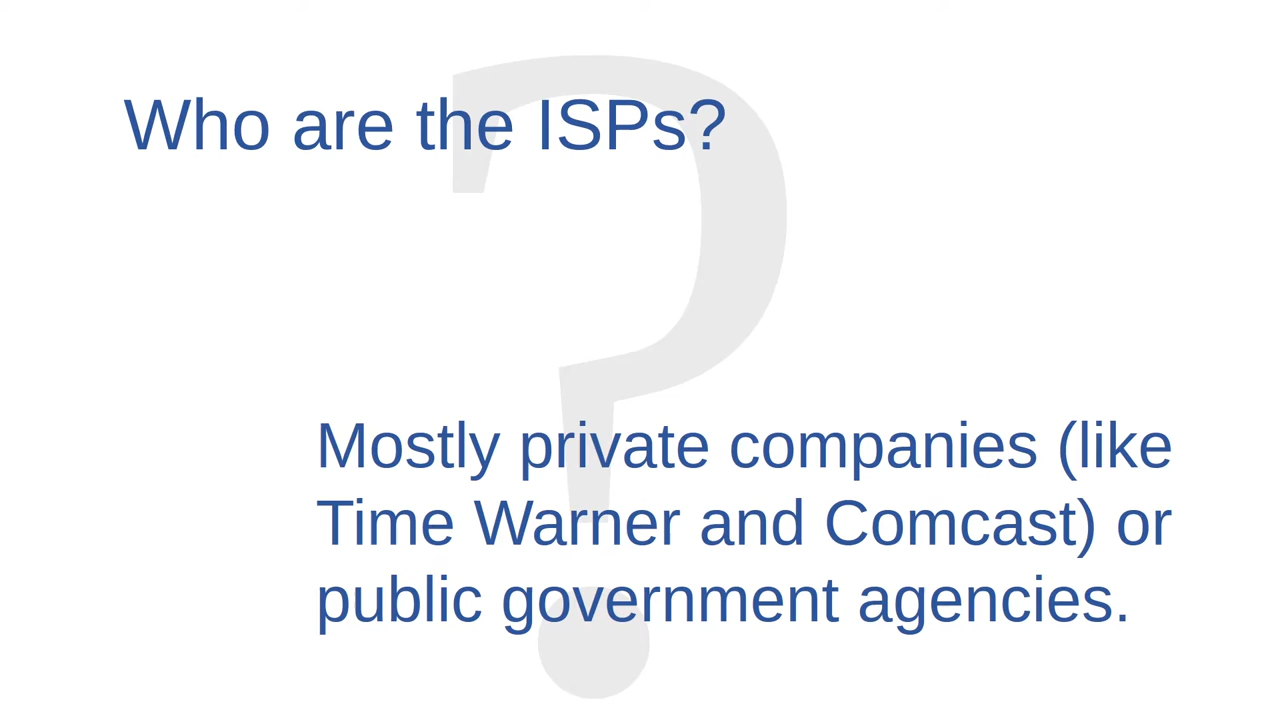 Who are the ISPs?
Mostly private companies (like
Time Warner and Comcast) or
public government agencies.